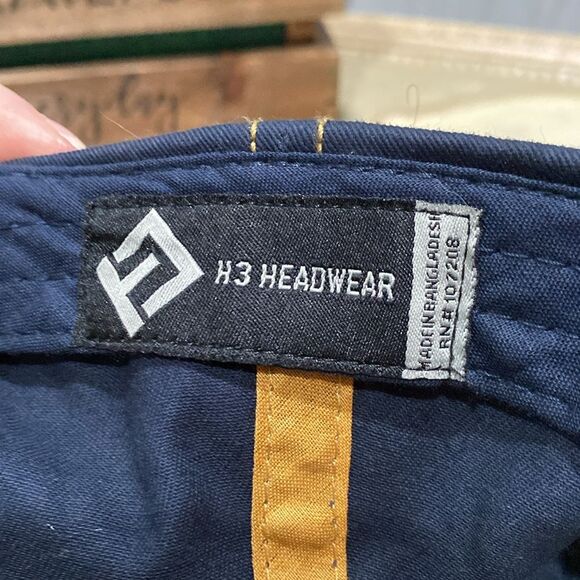 H3 HEADWEAR
MADE IN BANGLADESH
RN# 107208